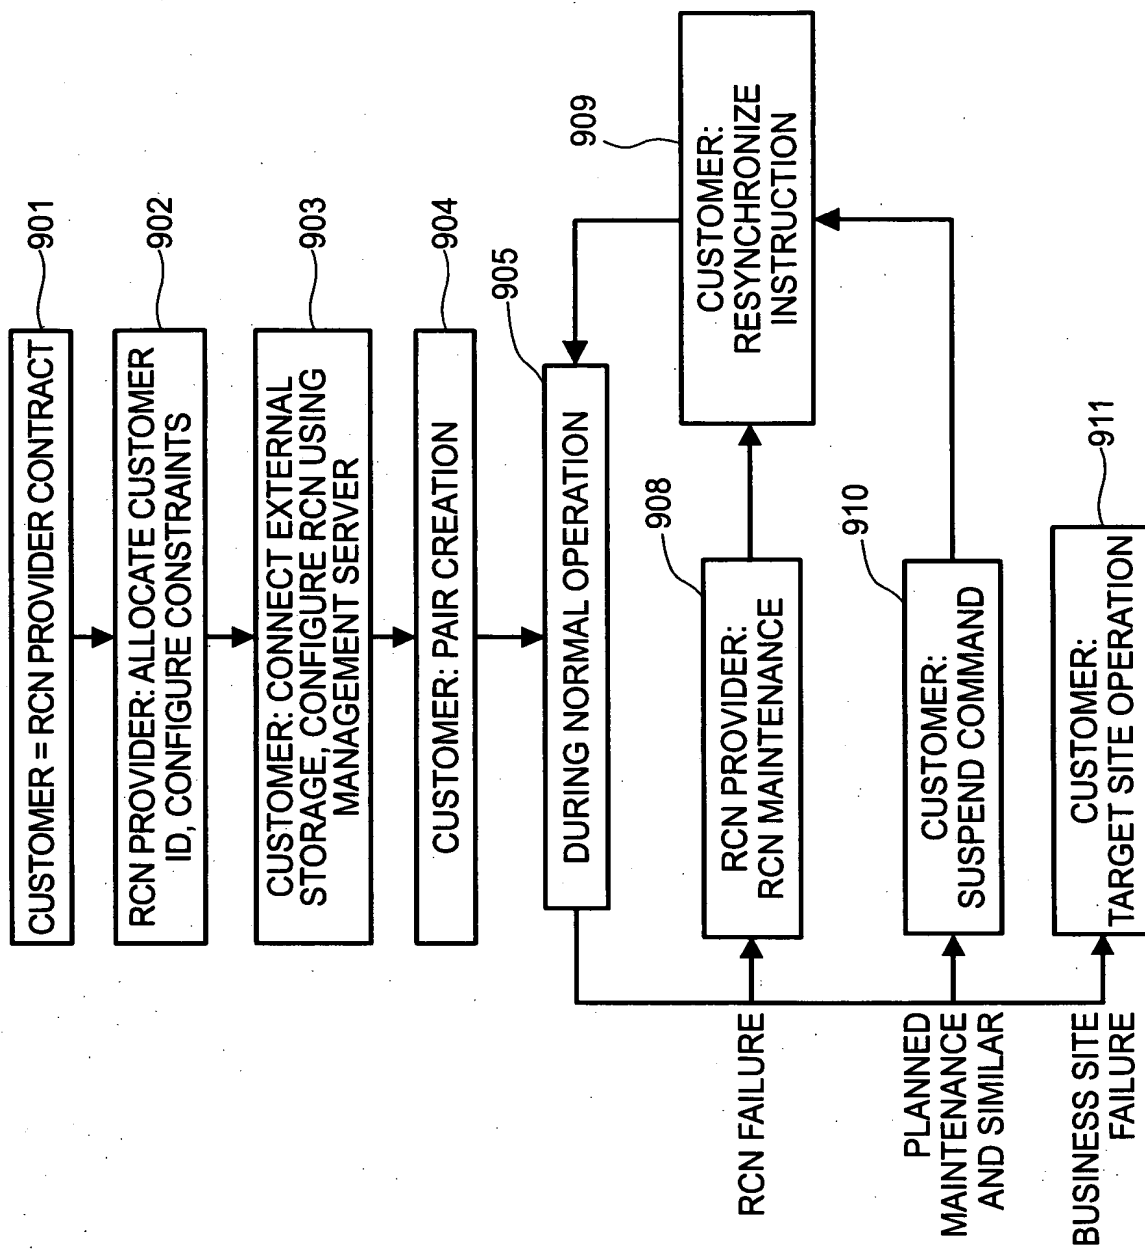 CUSTOMER = RCN PROVIDER CONTRACT
901
RCN PROVIDER: ALLOCATE CUSTOMER
ID, CONFIGURE CONSTRAINTS
902
CUSTOMER: CONNECT EXTERNAL
STORAGE, CONFIGURE RCN USING
MANAGEMENT SERVER
903
CUSTOMER: PAIR CREATION
904
DURING NORMAL OPERATION
905
RCN FAILURE
RCN PROVIDER:
RCN MAINTENANCE
908
CUSTOMER:
RESYNCHRONIZE
INSTRUCTION
909
PLANNED
MAINTENANCE
AND SIMILAR
CUSTOMER:
SUSPEND COMMAND
910
BUSINESS SITE
FAILURE
CUSTOMER:
TARGET SITE OPERATION
911